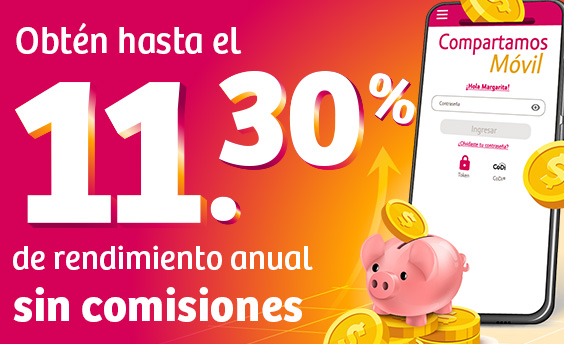 Obtén hasta el
11.30%
de rendimiento anual
sin comisiones
Compartamos
Móvil
¡Hola Margarita!
Contraseña
Ingresar
¿Olvidaste tu contraseña?
Token
CoDi
CoDi®